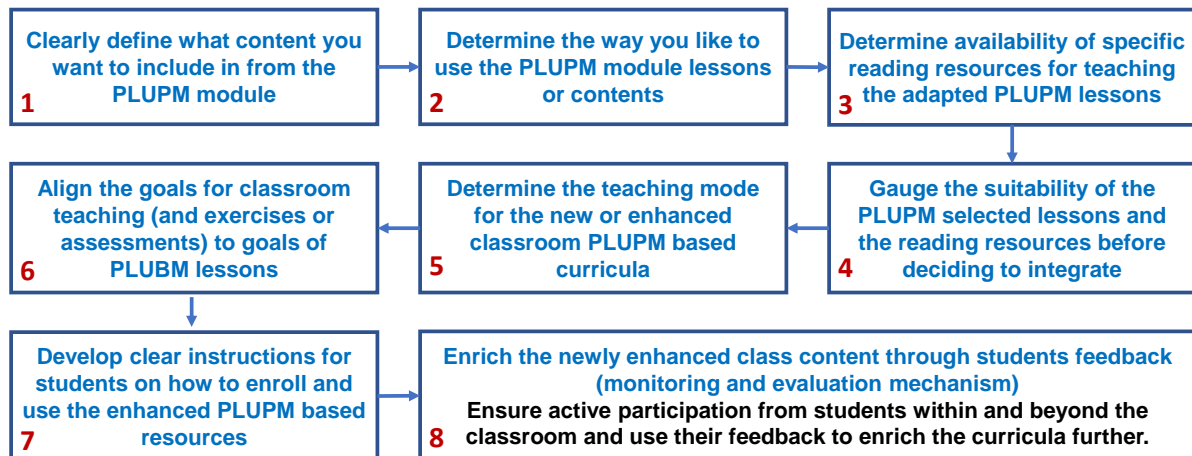 Clearly define what content you
want to include in from the
PLUPM module
1
Determine the way you like to
use the PLUPM module lessons
or contents
2
Determine availability of specific
reading resources for teaching
the adapted PLUPM lessons
3
Gauge the suitability of the
PLUPM selected lessons and
the reading resources before
deciding to integrate
4
Determine the teaching mode
for the new or enhanced
classroom PLUPM based
curricula
5
Align the goals for classroom
teaching (and exercises or
assessments) to goals of
PLUBM lessons
6
Develop clear instructions for
students on how to enroll and
use the enhanced PLUPM based
resources
7
Enrich the newly enhanced class content through students feedback
(monitoring and evaluation mechanism)
Ensure active participation from students within and beyond the
classroom and use their feedback to enrich the curricula further.
8